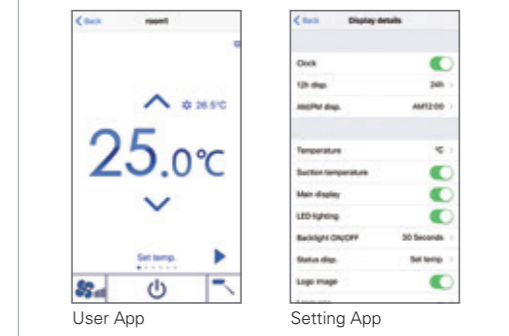 Back room1
26.5°C
25.0°C
Set temp.
User App
Back Display details
Clock
12h disp. 24h
AM/PM disp. AM12:00
Temperature °C
Suction temperature
Main display
LED lighting
Backlight ON/OFF 30 Seconds
Status disp. Set temp.
Logo image
Setting App